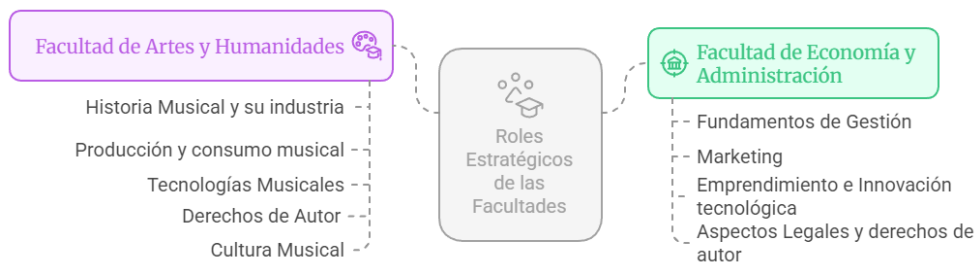 Facultad de Artes y Humanidades
Historia Musical y su industria
Producción y consumo musical
Tecnologías Musicales
Derechos de Autor
Cultura Musical
Roles
Estratégicos
de las
Facultades
Facultad de Economía y
Administración
Fundamentos de Gestión
Marketing
Emprendimiento e Innovación
tecnológica
Aspectos Legales y derechos de
autor